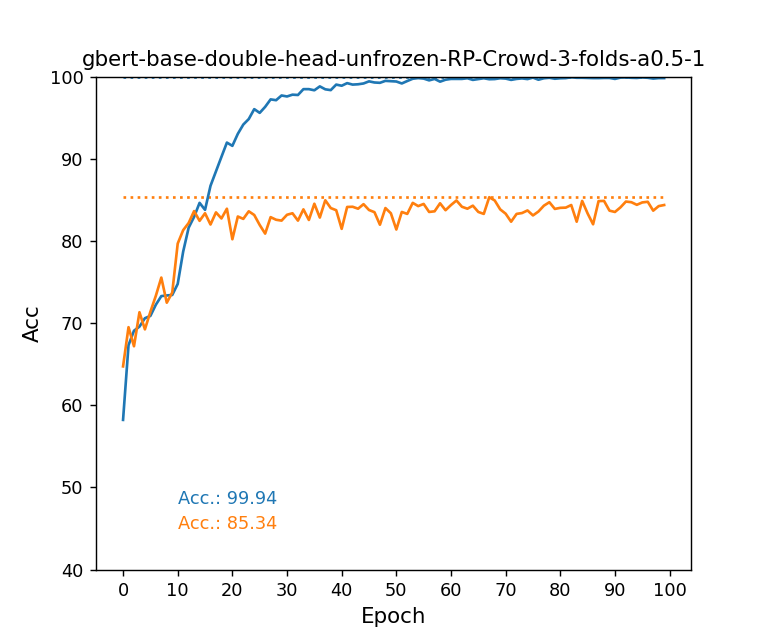 gbert-base-double-head-unfrozen-RP-Crowd-3-folds-a0.5-1
100
90
80
70
60
50
40
Acc
Acc.: 99.94
Acc.: 85.34
0 10 20 30 40 50 60 70 80 90 100
Epoch